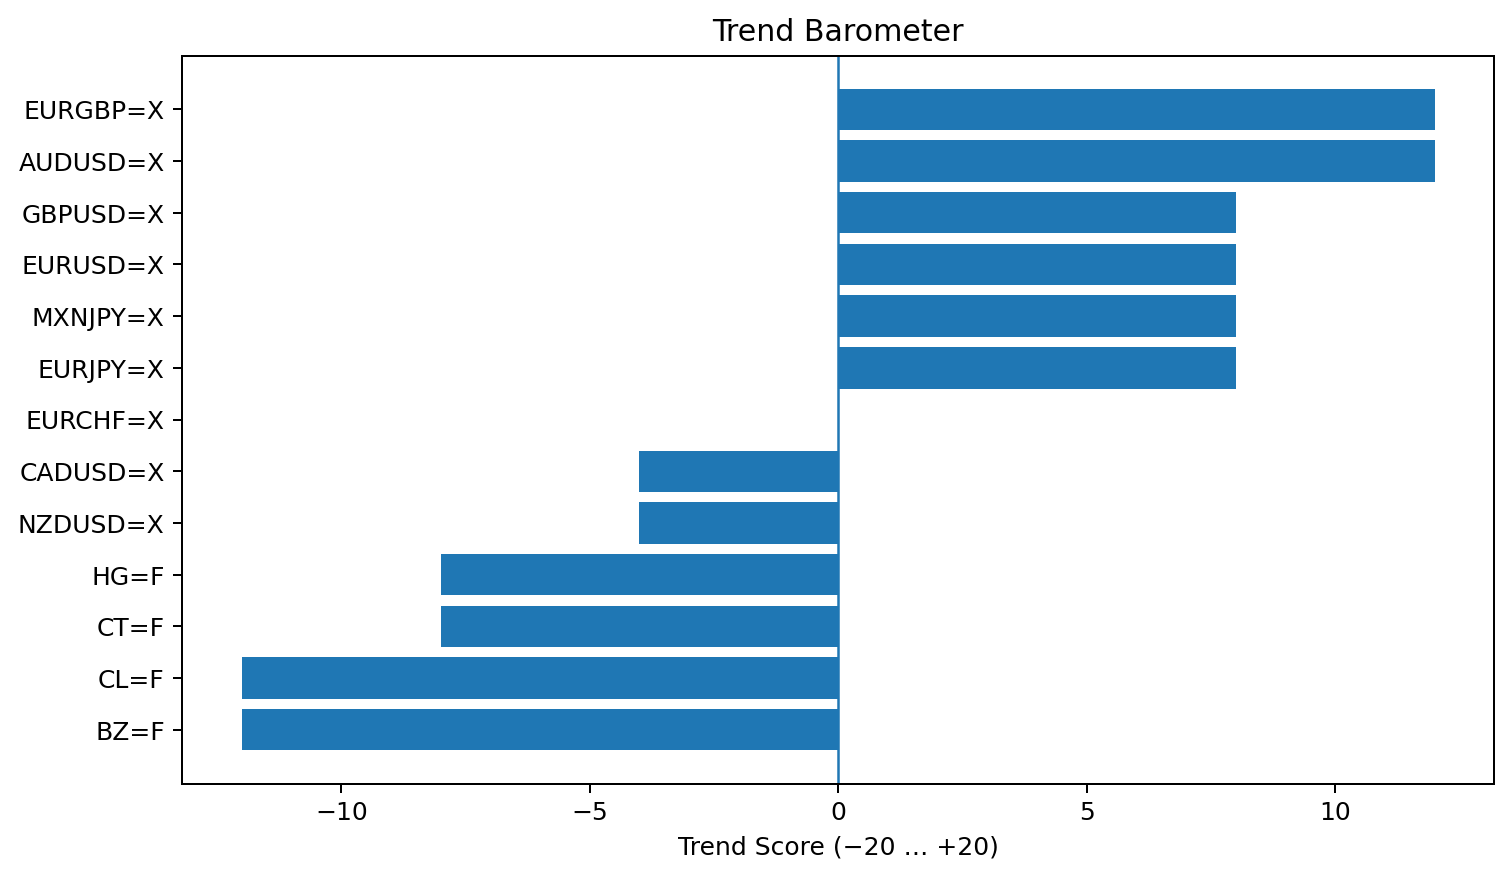 Trend Barometer
EURGBP=X
AUDUSD=X
GBPUSD=X
EURUSD=X
MXNJPY=X
EURJPY=X
EURCHF=X
CADUSD=X
NZDUSD=X
HG=F
CT=F
CL=F
BZ=F
−10 −5 0 5 10
Trend Score (−20 … +20)